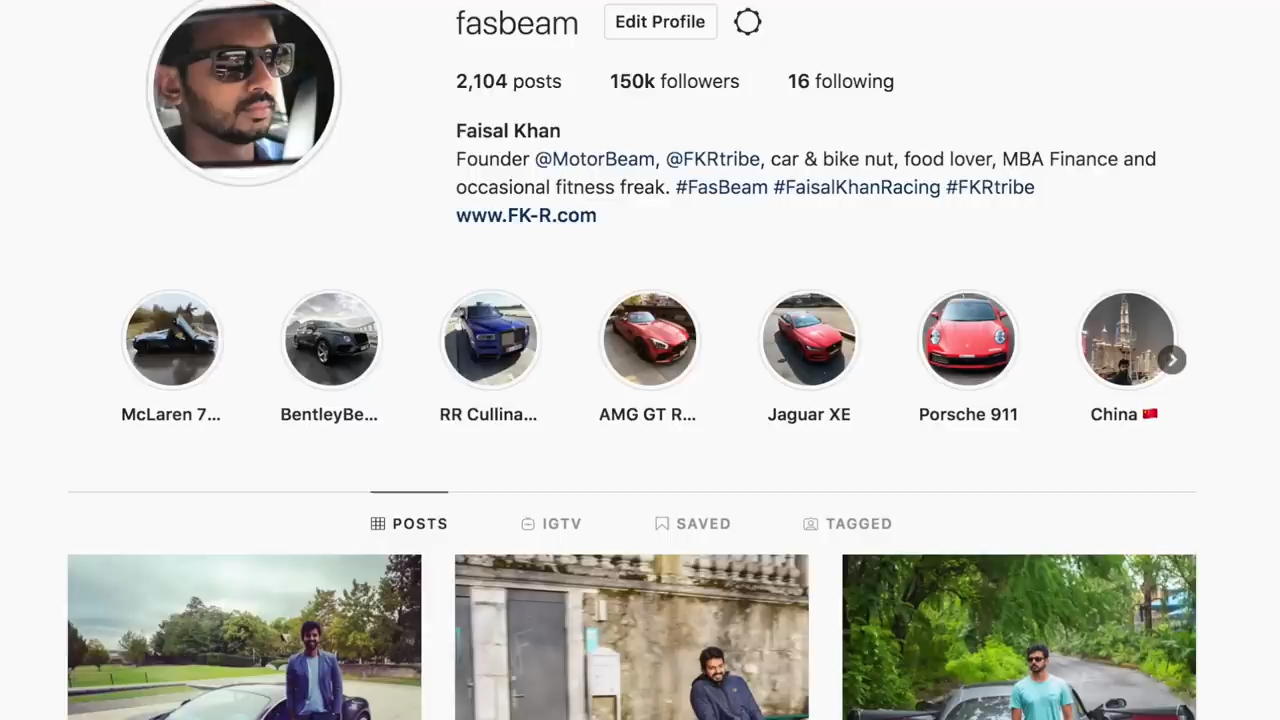 fasbeam Edit Profile
2,104 posts 150k followers 16 following
Faisal Khan
Founder @MotorBeam, @FKRtribe, car & bike nut, food lover, MBA Finance and
occasional fitness freak. #FasBeam #FaisalKhanRacing #FKRtribe
www.FK-R.com
McLaren 7... BentleyBe... RR Cullina... AMG GT R... Jaguar XE Porsche 911 China 🇨🇳
POSTS IGTV SAVED TAGGED